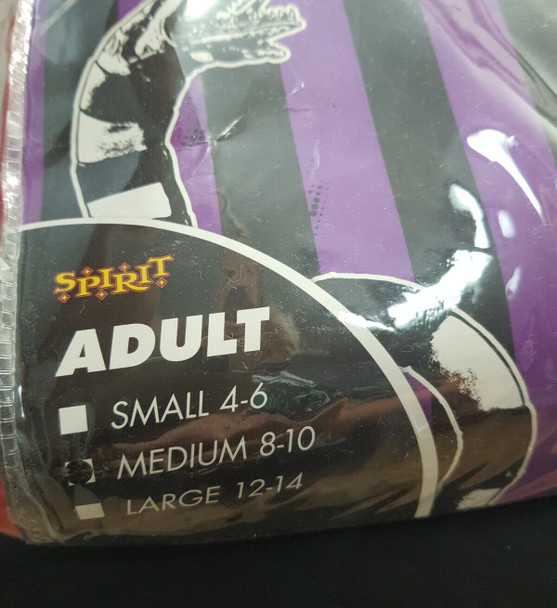 SPIRIT
ADULT
SMALL 4-6
MEDIUM 8-10
LARGE 12-14